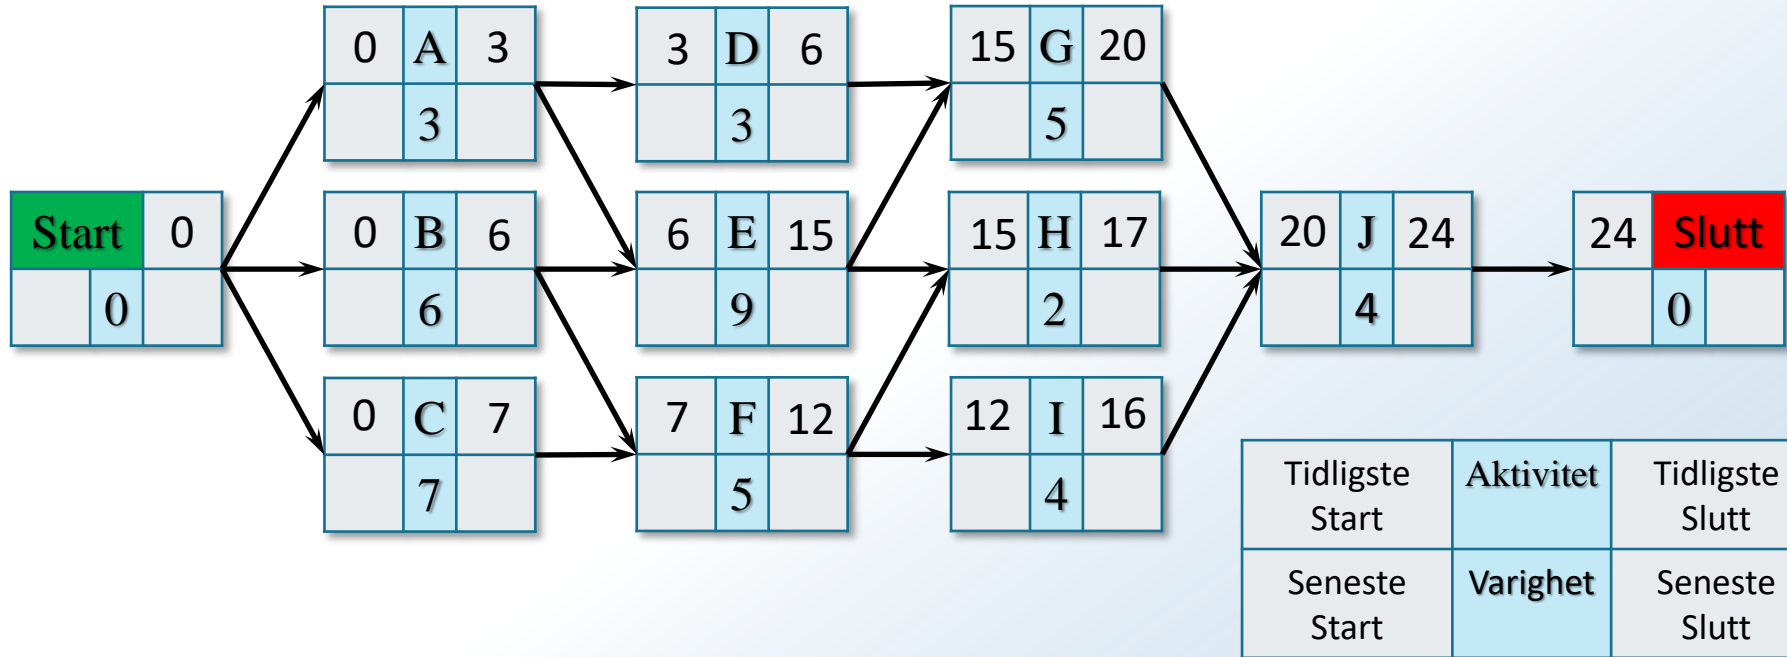 0 A 3
3
3 D 6
3
15 G 20
5
Start 0
0
0 B 6
6
6 E 15
9
15 H 17
2
20 J 24
4
24 Slutt
0
0 C 7
7
7 F 12
5
12 I 16
4
Tidligste Start
Aktivitet
Tidligste Slutt
Seneste Start
Varighet
Seneste Slutt